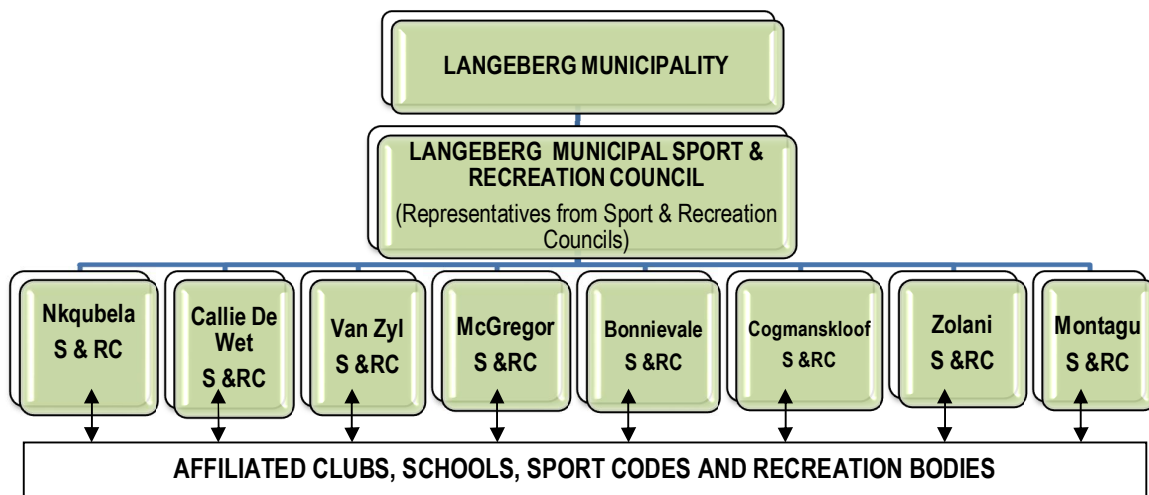 LANGEBERG MUNICIPALITY
LANGEBERG MUNICIPAL SPORT &
RECREATION COUNCIL
(Representatives from Sport & Recreation
Councils)
Nkqubela
S & RC
Callie De
Wet
S &RC
Van Zyl
S &RC
McGregor
S &RC
Bonnievale
S &RC
Cogmanskloof
S &RC
Zolani
S &RC
Montagu
S &RC
AFFILIATED CLUBS, SCHOOLS, SPORT CODES AND RECREATION BODIES